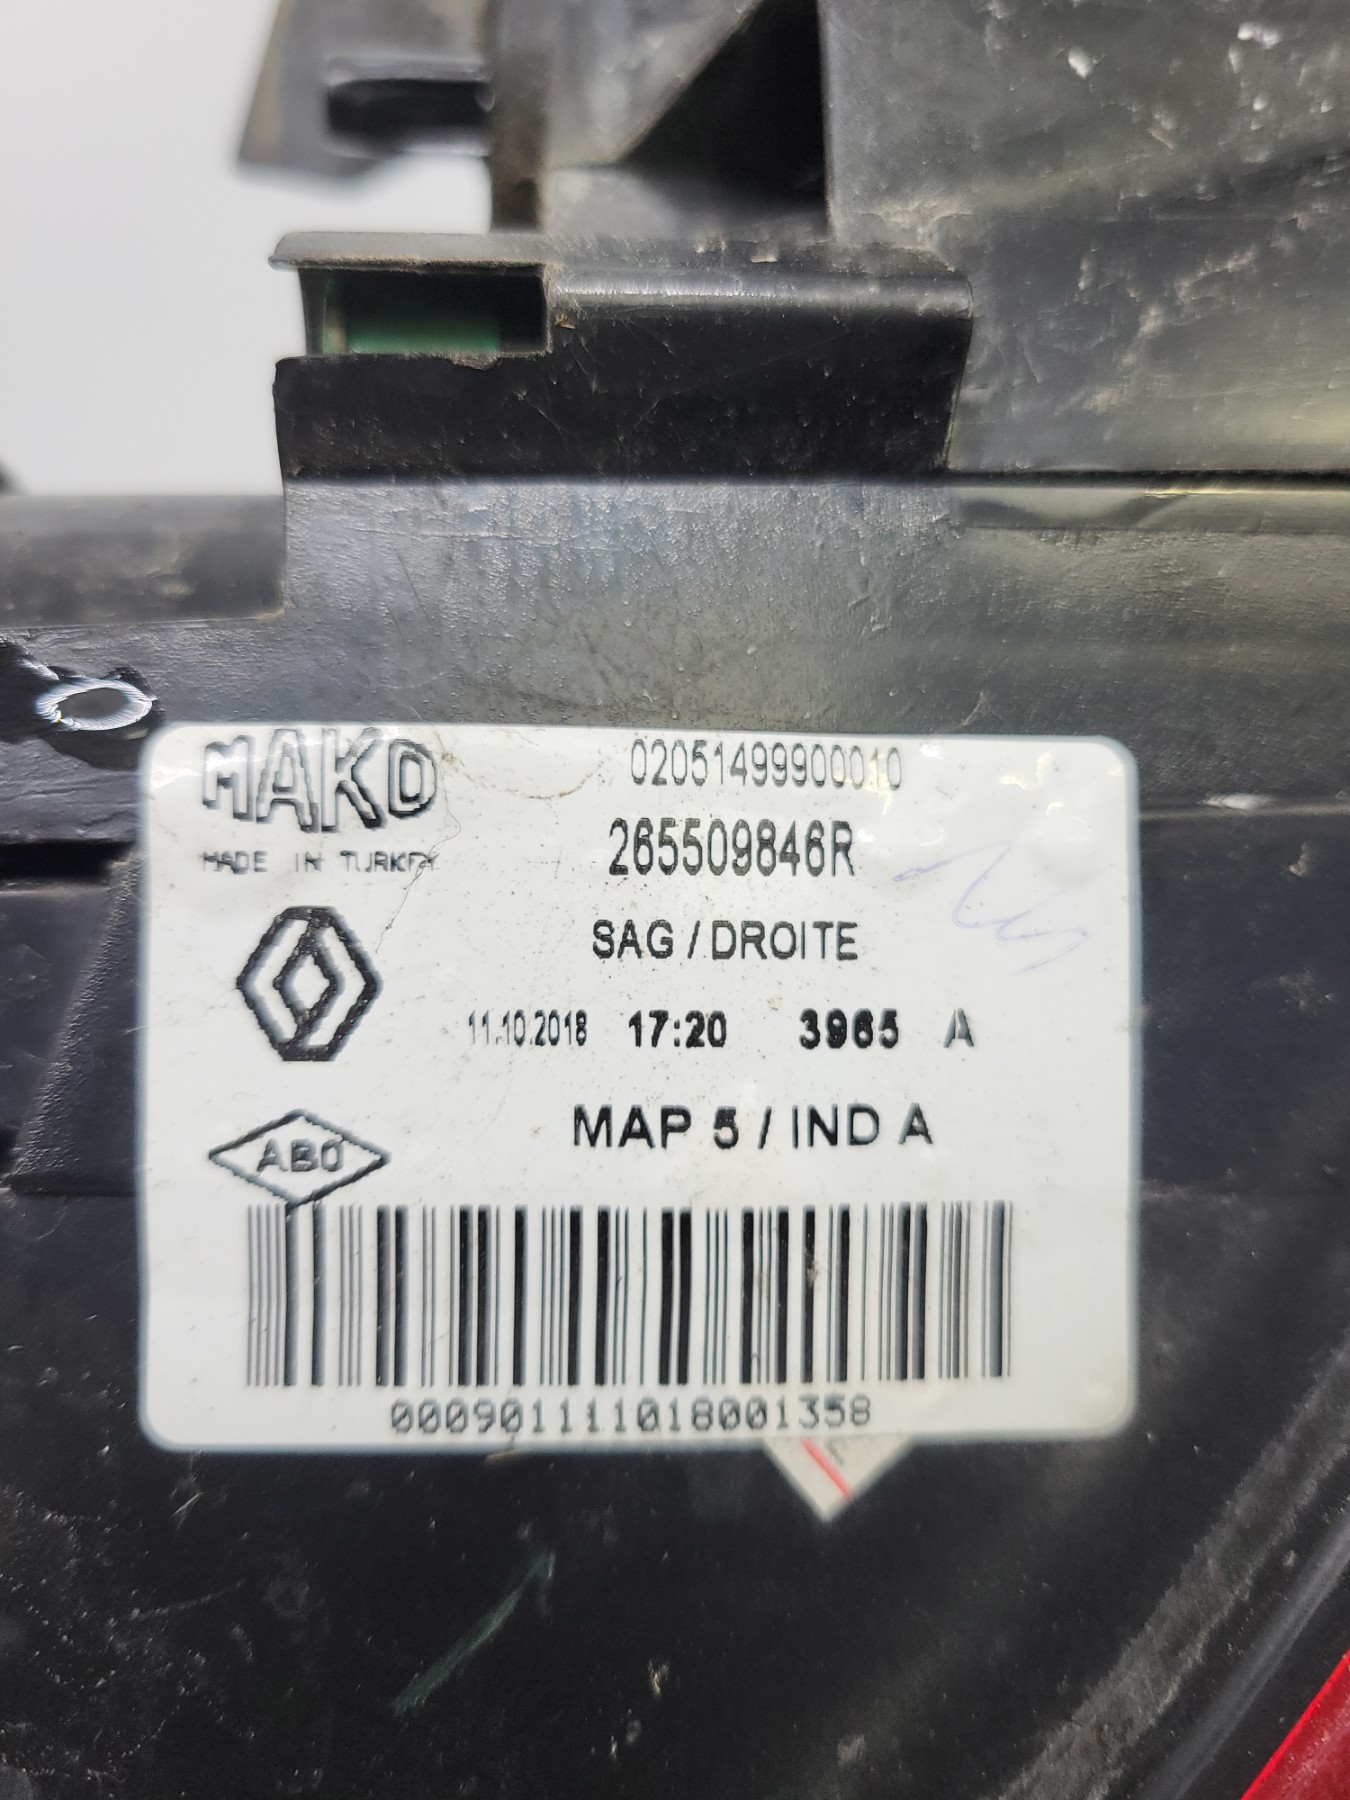 MAKO
02051499900010
MADE IN TURKEY
265509846R
SAG / DROITE
11.10.2018 17:20 3965 A
ABO
MAP 5 / IND A
000901111018001358